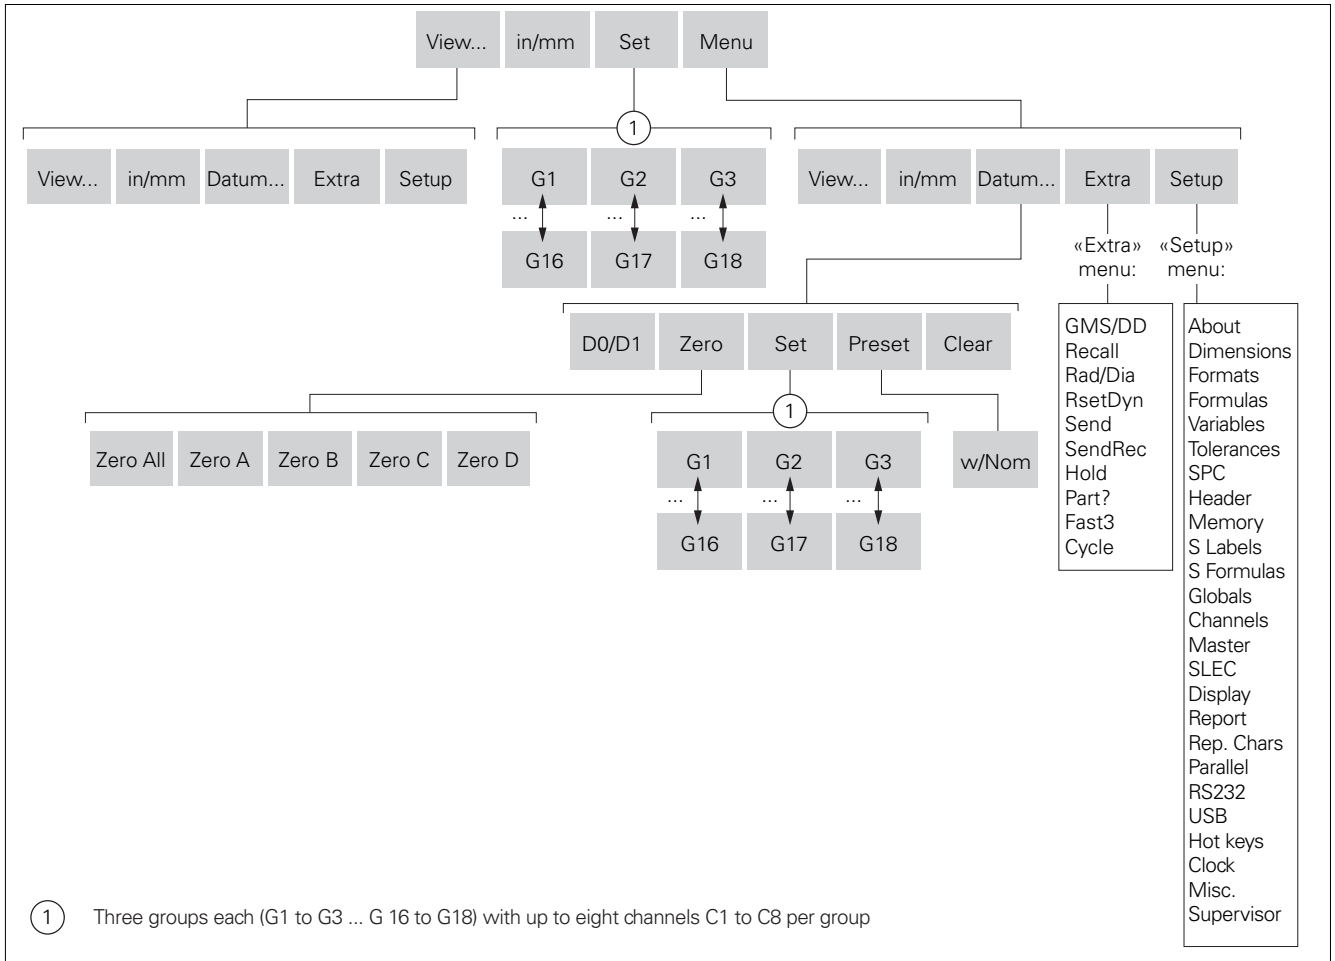 View... in/mm Set Menu
1
View... in/mm Datum... Extra Setup
G1 G2 G3
... ... ...
G16 G17 G18
View... in/mm Datum... Extra Setup
«Extra»
menu:
«Setup»
menu:
D0/D1 Zero Set Preset Clear
Zero All Zero A Zero B Zero C Zero D
1
G1 G2 G3
... ... ...
G16 G17 G18
w/Nom
GMS/DD
Recall
Rad/Dia
RsetDyn
Send
SendRec
Hold
Part?
Fast3
Cycle
About
Dimensions
Formats
Formulas
Variables
Tolerances
SPC
Header
Memory
S Labels
S Formulas
Globals
Channels
Master
SLEC
Display
Report
Rep. Chars
Parallel
RS232
USB
Hot keys
Clock
Misc.
Supervisor
1 Three groups each (G1 to G3 ... G 16 to G18) with up to eight channels C1 to C8 per group